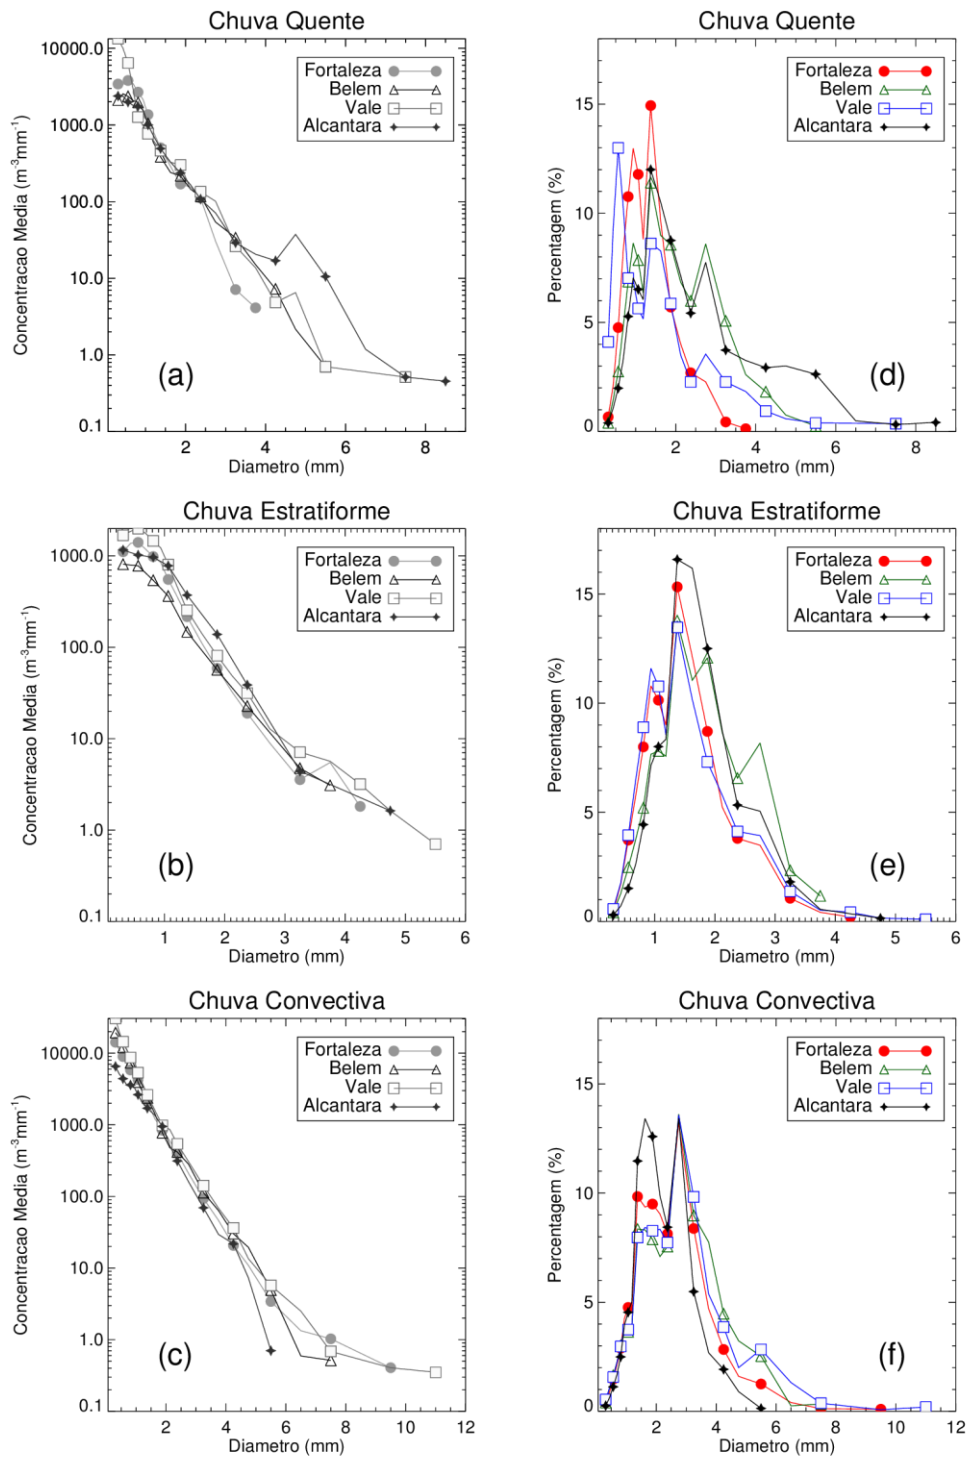 Chuva Quente
Concentracao Media (m⁻³mm⁻¹)
10000.0
1000.0
100.0
10.0
1.0
0.1
Fortaleza
Belem
Vale
Alcantara
(a)
0 2 4 6 8
Diametro (mm)
Chuva Quente
Percentagem (%)
15
10
5
0
Fortaleza
Belem
Vale
Alcantara
(d)
0 2 4 6 8
Diametro (mm)
Chuva Estratiforme
Concentracao Media (m⁻³mm⁻¹)
1000.0
100.0
10.0
1.0
0.1
Fortaleza
Belem
Vale
Alcantara
(b)
1 2 3 4 5 6
Diametro (mm)
Chuva Estratiforme
Percentagem (%)
15
10
5
0
Fortaleza
Belem
Vale
Alcantara
(e)
1 2 3 4 5 6
Diametro (mm)
Chuva Convectiva
Concentracao Media (m⁻³mm⁻¹)
10000.0
1000.0
100.0
10.0
1.0
0.1
Fortaleza
Belem
Vale
Alcantara
(c)
2 4 6 8 10 12
Diametro (mm)
Chuva Convectiva
Percentagem (%)
15
10
5
0
Fortaleza
Belem
Vale
Alcantara
(f)
2 4 6 8 10 12
Diametro (mm)